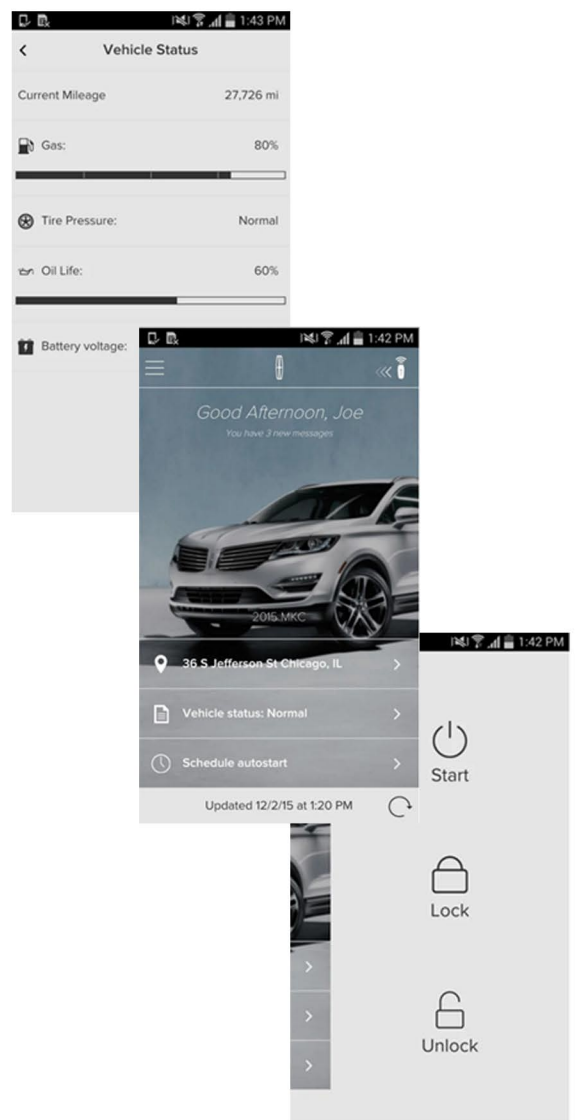 1:43 PM
Vehicle Status
Current Mileage 27,726 mi
Gas: 80%
Tire Pressure: Normal
Oil Life: 60%
Battery voltage:
1:42 PM
Good Afternoon, Joe
You have 3 new messages
2015 MKC
36 S Jefferson St Chicago, IL
Vehicle status: Normal
Schedule autostart
Updated 12/2/15 at 1:20 PM
1:42 PM
Start
Lock
Unlock